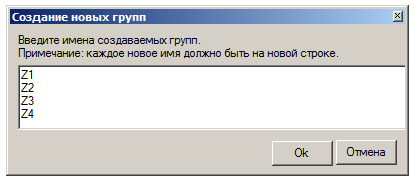 Создание новых групп
Введите имена создаваемых групп.
Примечание: каждое новое имя должно быть на новой строке.
Z1
Z2
Z3
Z4
Ok
Отмена